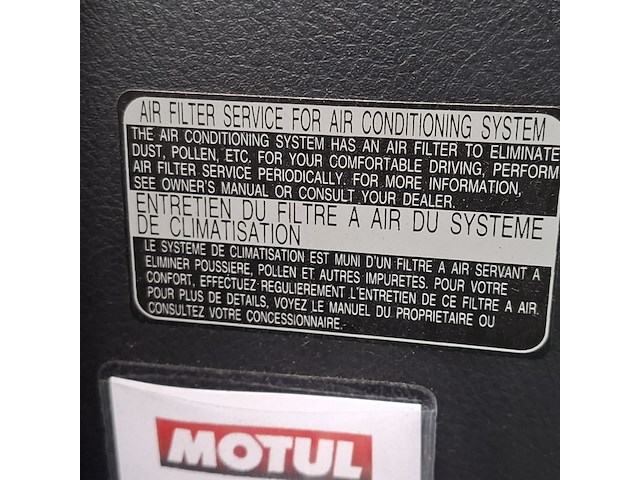 AIR FILTER SERVICE FOR AIR CONDITIONING SYSTEM
THE AIR CONDITIONING SYSTEM HAS AN AIR FILTER TO ELIMINATE
DUST, POLLEN, ETC. FOR YOUR COMFORTABLE DRIVING, PERFORM
AIR FILTER SERVICE PERIODICALLY. FOR MORE INFORMATION,
SEE OWNER'S MANUAL OR CONSULT YOUR DEALER.
ENTRETIEN DU FILTRE A AIR DU SYSTEME
DE CLIMATISATION
LE SYSTEME DE CLIMATISATION EST MUNI D'UN FILTRE A AIR SERVANT A
ELIMINER POUSSIERE, POLLEN ET AUTRES IMPURETES. POUR VOTRE
CONFORT, EFFECTUEZ REGULIEREMENT L'ENTRETIEN DE CE FILTRE A AIR.
POUR PLUS DE DETAILS, VOYEZ LE MANUEL DU PROPRIETAIRE OU
CONSULTEZ VOTRE CONCESSIONNAIRE.
MOTUL